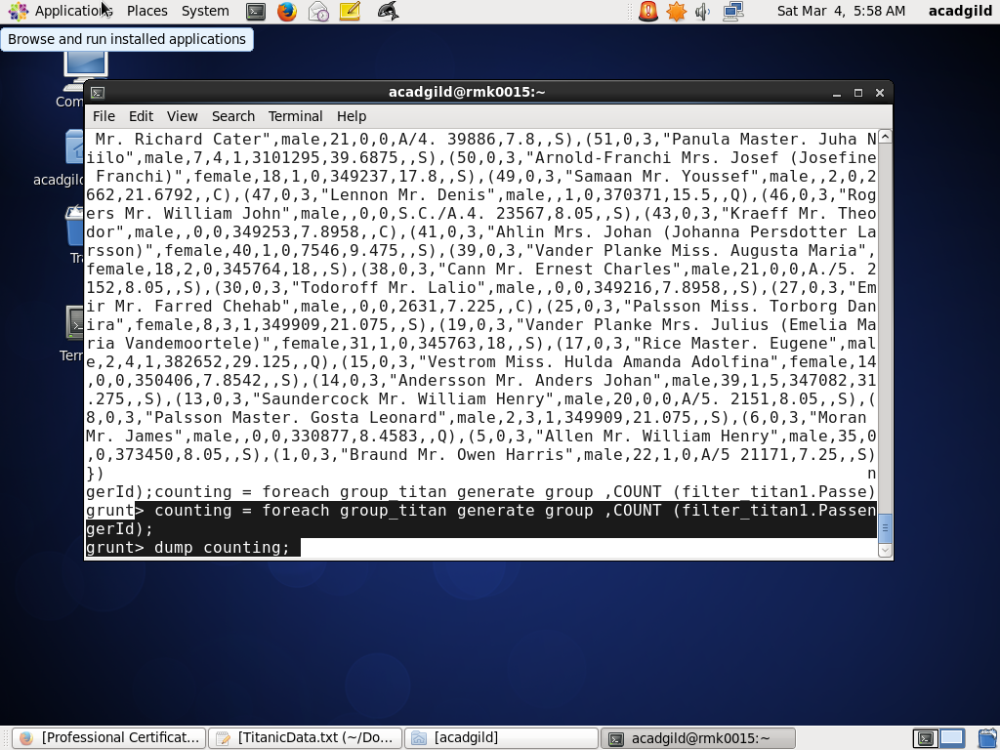 Applications Places System
Sat Mar 4, 5:58 AM acadgild
Browse and run installed applications
Com
acadgild
Tra
Term
acadgild@rmk0015:~
File Edit View Search Terminal Help
Mr. Richard Cater",male,21,0,0,A/4. 39886,7.8,,S),(51,0,3,"Panula Master. Juha N
iilo",male,7,4,1,3101295,39.6875,,S),(50,0,3,"Arnold-Franchi Mrs. Josef (Josefine
Franchi)",female,18,1,0,349237,17.8,,S),(49,0,3,"Samaan Mr. Youssef",male,,2,0,2
662,21.6792,,C),(47,0,3,"Lennon Mr. Denis",male,,1,0,370371,15.5,,Q),(46,0,3,"Rog
ers Mr. William John",male,,0,0,S.C./A.4. 23567,8.05,,S),(43,0,3,"Kraeff Mr. Theo
dor",male,,0,0,349253,7.8958,,C),(41,0,3,"Ahlin Mrs. Johan (Johanna Persdotter La
rsson)",female,40,1,0,7546,9.475,,S),(39,0,3,"Vander Planke Miss. Augusta Maria",
female,18,2,0,345764,18,,S),(38,0,3,"Cann Mr. Ernest Charles",male,21,0,0,A./5. 2
152,8.05,,S),(30,0,3,"Todoroff Mr. Lalio",male,,0,0,349216,7.8958,,S),(27,0,3,"Em
ir Mr. Farred Chehab",male,,0,0,2631,7.225,,C),(25,0,3,"Palsson Miss. Torborg Dan
ira",female,8,3,1,349909,21.075,,S),(19,0,3,"Vander Planke Mrs. Julius (Emelia Ma
ria Vandemoortele)",female,31,1,0,345763,18,,S),(17,0,3,"Rice Master. Eugene",mal
e,2,4,1,382652,29.125,,Q),(15,0,3,"Vestrom Miss. Hulda Amanda Adolfina",female,14
,0,0,350406,7.8542,,S),(14,0,3,"Andersson Mr. Anders Johan",male,39,1,5,347082,31
.275,,S),(13,0,3,"Saundercock Mr. William Henry",male,20,0,0,A/5. 2151,8.05,,S),(
8,0,3,"Palsson Master. Gosta Leonard",male,2,3,1,349909,21.075,,S),(6,0,3,"Moran
Mr. James",male,,0,0,330877,8.4583,,Q),(5,0,3,"Allen Mr. William Henry",male,35,0
,0,373450,8.05,,S),(1,0,3,"Braund Mr. Owen Harris",male,22,1,0,A/5 21171,7.25,,S)
}) n
gerId);counting = foreach group_titan generate group ,COUNT (filter_titan1.Passe)
grunt> counting = foreach group_titan generate group ,COUNT (filter_titan1.Passen
gerId);
grunt> dump counting;
[Professional Certificat... [TitanicData.txt (~/Do... [acadgild] acadgild@rmk0015:~